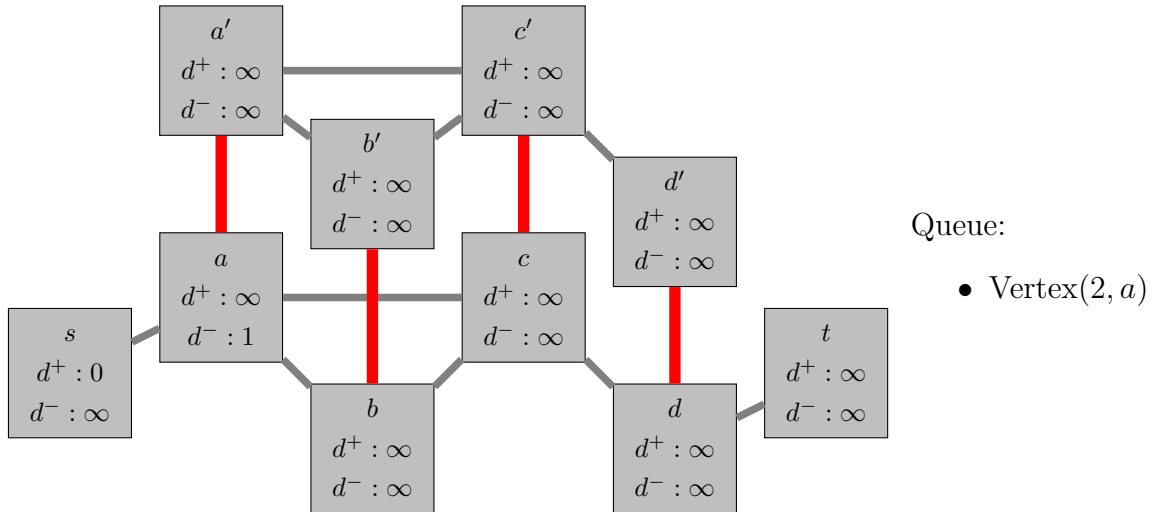 a′
d⁺ : ∞
d⁻ : ∞
c′
d⁺ : ∞
d⁻ : ∞
b′
d⁺ : ∞
d⁻ : ∞
d′
d⁺ : ∞
d⁻ : ∞
a
d⁺ : ∞
d⁻ : 1
c
d⁺ : ∞
d⁻ : ∞
s
d⁺ : 0
d⁻ : ∞
b
d⁺ : ∞
d⁻ : ∞
d
d⁺ : ∞
d⁻ : ∞
t
d⁺ : ∞
d⁻ : ∞
Queue:
• Vertex(2, a)